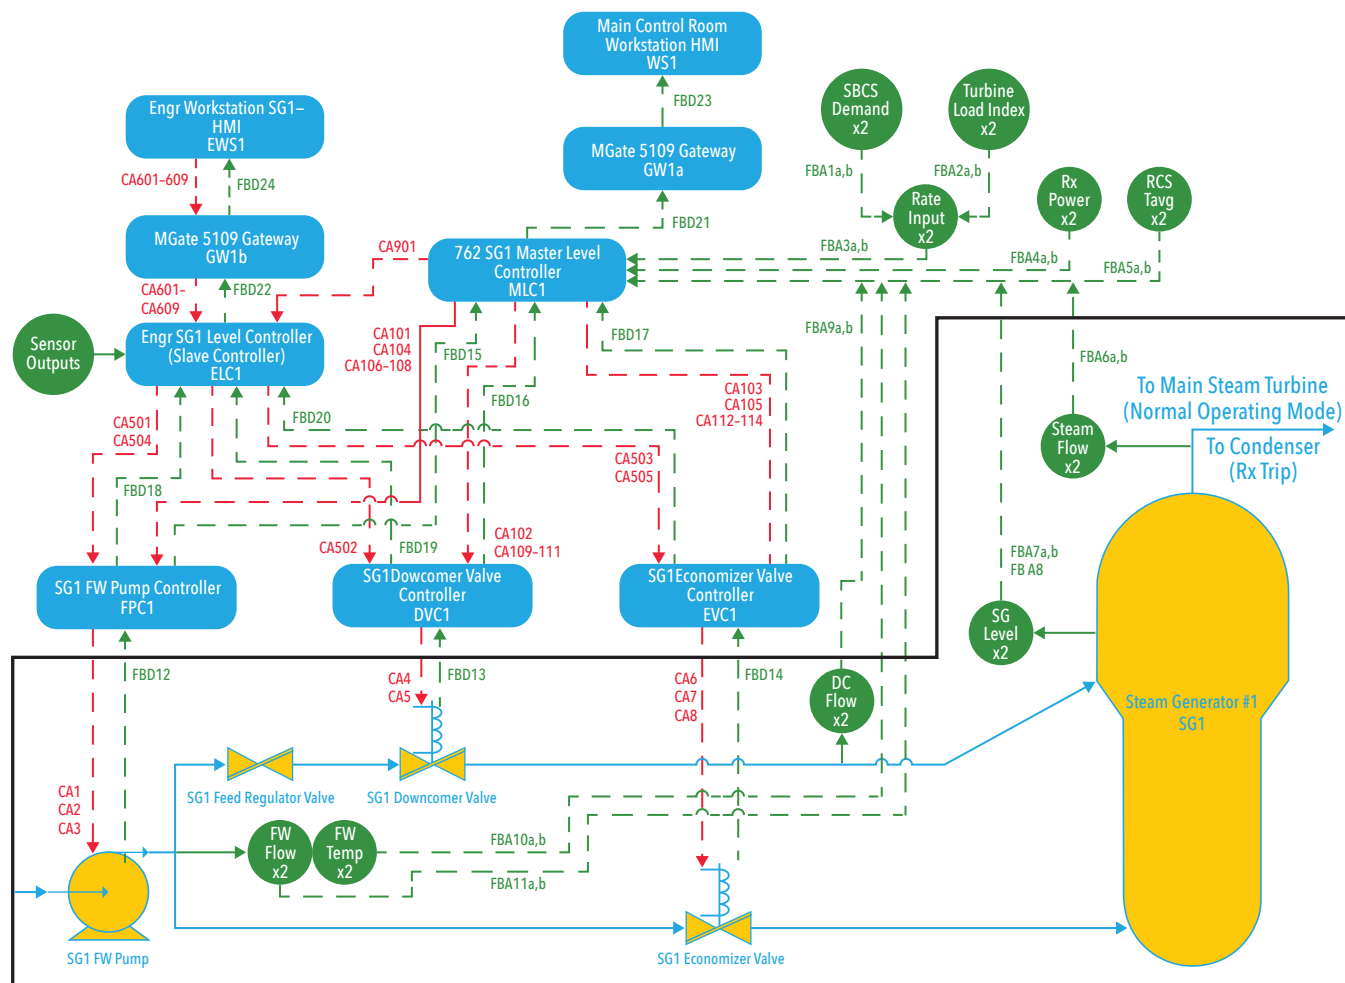 Main Control Room
Workstation HMI
WS1
Engr Workstation SG1–
HMI
EWS1
SBCS
Demand
x2
Turbine
Load Index
x2
FBD23
MGate 5109 Gateway
GW1a
CA601–609
FBD24
FBA1a,b
FBA2a,b
Rate
Input
x2
Rx
Power
x2
RCS
Tavg
x2
MGate 5109 Gateway
GW1b
FBD21
CA901
762 SG1 Master Level
Controller
MLC1
FBA3a,b
FBA4a,b
FBA5a,b
CA601–
CA609
FBD22
Sensor
Outputs
Engr SG1 Level Controller
(Slave Controller)
ELC1
CA101
CA104
CA106–108
FBD15
FBD17
FBA9a,b
FBA6a,b
FBD16
CA103
CA105
CA112–114
To Main Steam Turbine
(Normal Operating Mode)
To Condenser
(Rx Trip)
CA501
CA504
FBD20
Steam
Flow
x2
CA503
CA505
FBD18
CA502
FBD19
CA102
CA109–111
FBA7a,b
FB A8
SG1 FW Pump Controller
FPC1
SG1Dowcomer Valve
Controller
DVC1
SG1Economizer Valve
Controller
EVC1
SG
Level
x2
FBD12
CA4
CA5
FBD13
CA6
CA7
CA8
FBD14
DC
Flow
x2
Steam Generator #1
SG1
SG1 Feed Regulator Valve
SG1 Downcomer Valve
CA1
CA2
CA3
FW
Flow
x2
FW
Temp
x2
FBA10a,b
FBA11a,b
SG1 FW Pump
SG1 Economizer Valve